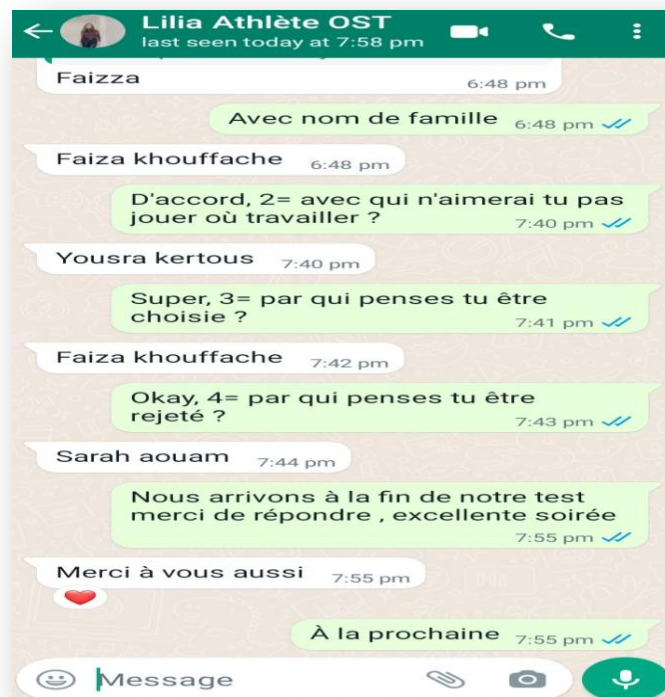 Lilia Athlète OST
last seen today at 7:58 pm
Faizza
6:48 pm
Avec nom de famille 6:48 pm
Faiza khouffache 6:48 pm
D'accord, 2= avec qui n'aimerai tu pas
jouer où travailler ?
7:40 pm
Yousra kertous 7:40 pm
Super, 3= par qui penses tu être
choisie ?
7:41 pm
Faiza khouffache 7:42 pm
Okay, 4= par qui penses tu être
rejeté ?
7:43 pm
Sarah aouam 7:44 pm
Nous arrivons à la fin de notre test
merci de répondre , excellente soirée
7:55 pm
Merci à vous aussi 7:55 pm
À la prochaine 7:55 pm
Message